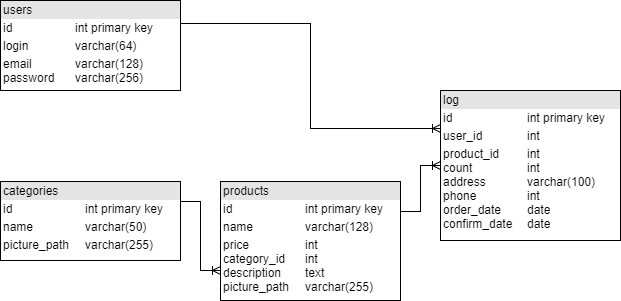 users
id int primary key
login varchar(64)
email varchar(128)
password varchar(256)
log
id int primary key
user_id int
product_id int
count int
address varchar(100)
phone int
order_date date
confirm_date date
categories
id int primary key
name varchar(50)
picture_path varchar(255)
products
id int primary key
name varchar(128)
price int
category_id int
description text
picture_path varchar(255)